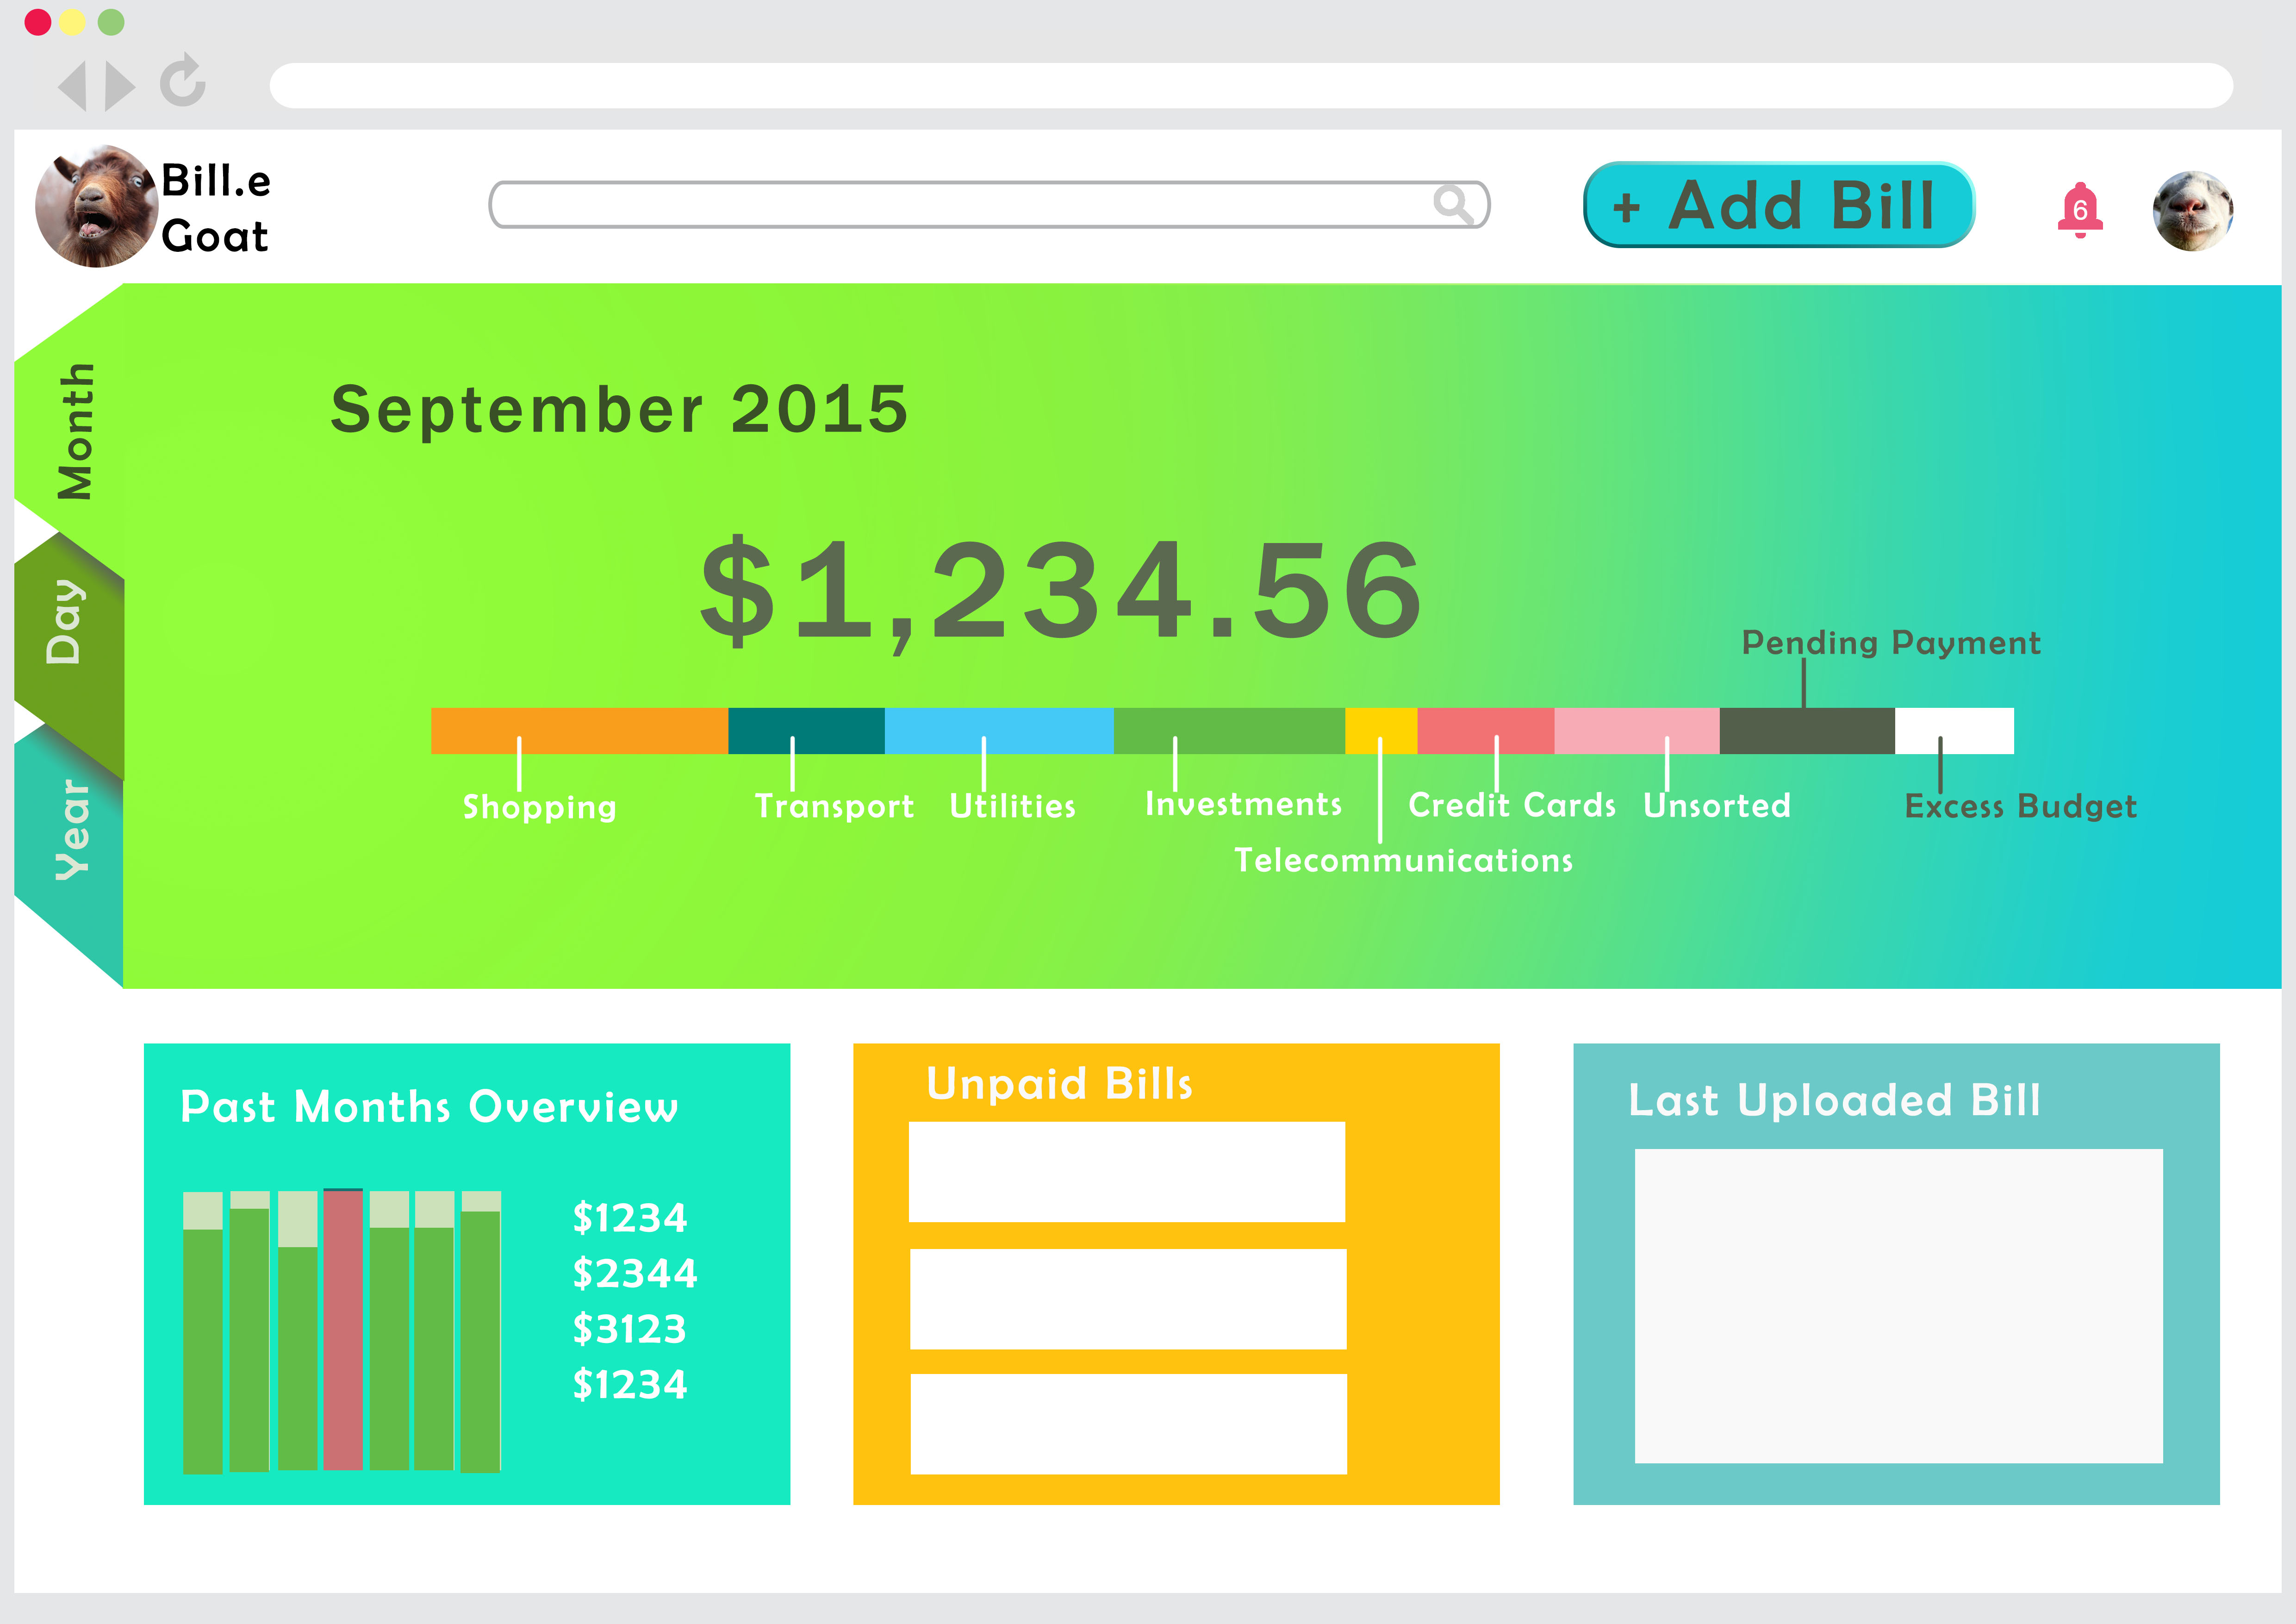 Bill.e
Goat
+ Add Bill
6
Month
Day
Year
September 2015
$1,234.56
Pending Payment
Shopping
Transport
Utilities
Investments
Credit Cards
Unsorted
Excess Budget
Telecommunications
Past Months Overview
$1234
$2344
$3123
$1234
Unpaid Bills
Last Uploaded Bill